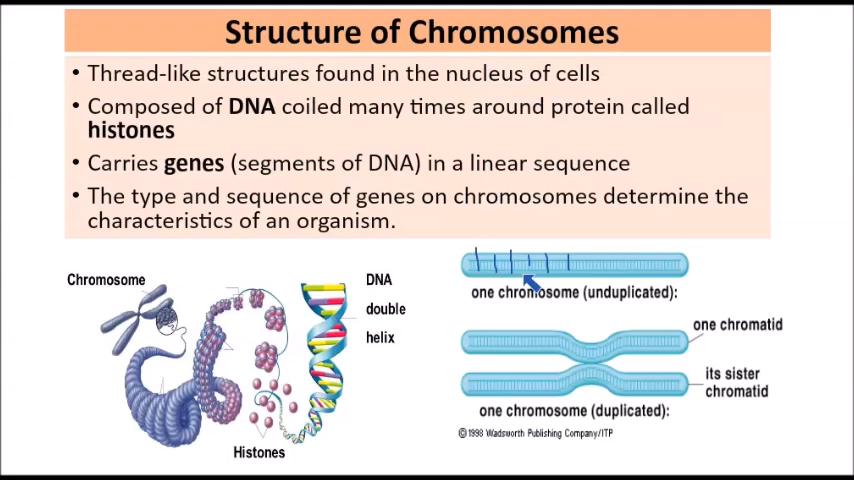 Structure of Chromosomes
• Thread-like structures found in the nucleus of cells
• Composed of DNA coiled many times around protein called
histones
• Carries genes (segments of DNA) in a linear sequence
• The type and sequence of genes on chromosomes determine the
characteristics of an organism.
Chromosome
DNA
double
helix
Histones
one chromosome (unduplicated):
one chromatid
its sister
chromatid
one chromosome (duplicated):
©1998 Wadsworth Publishing Company/ITP